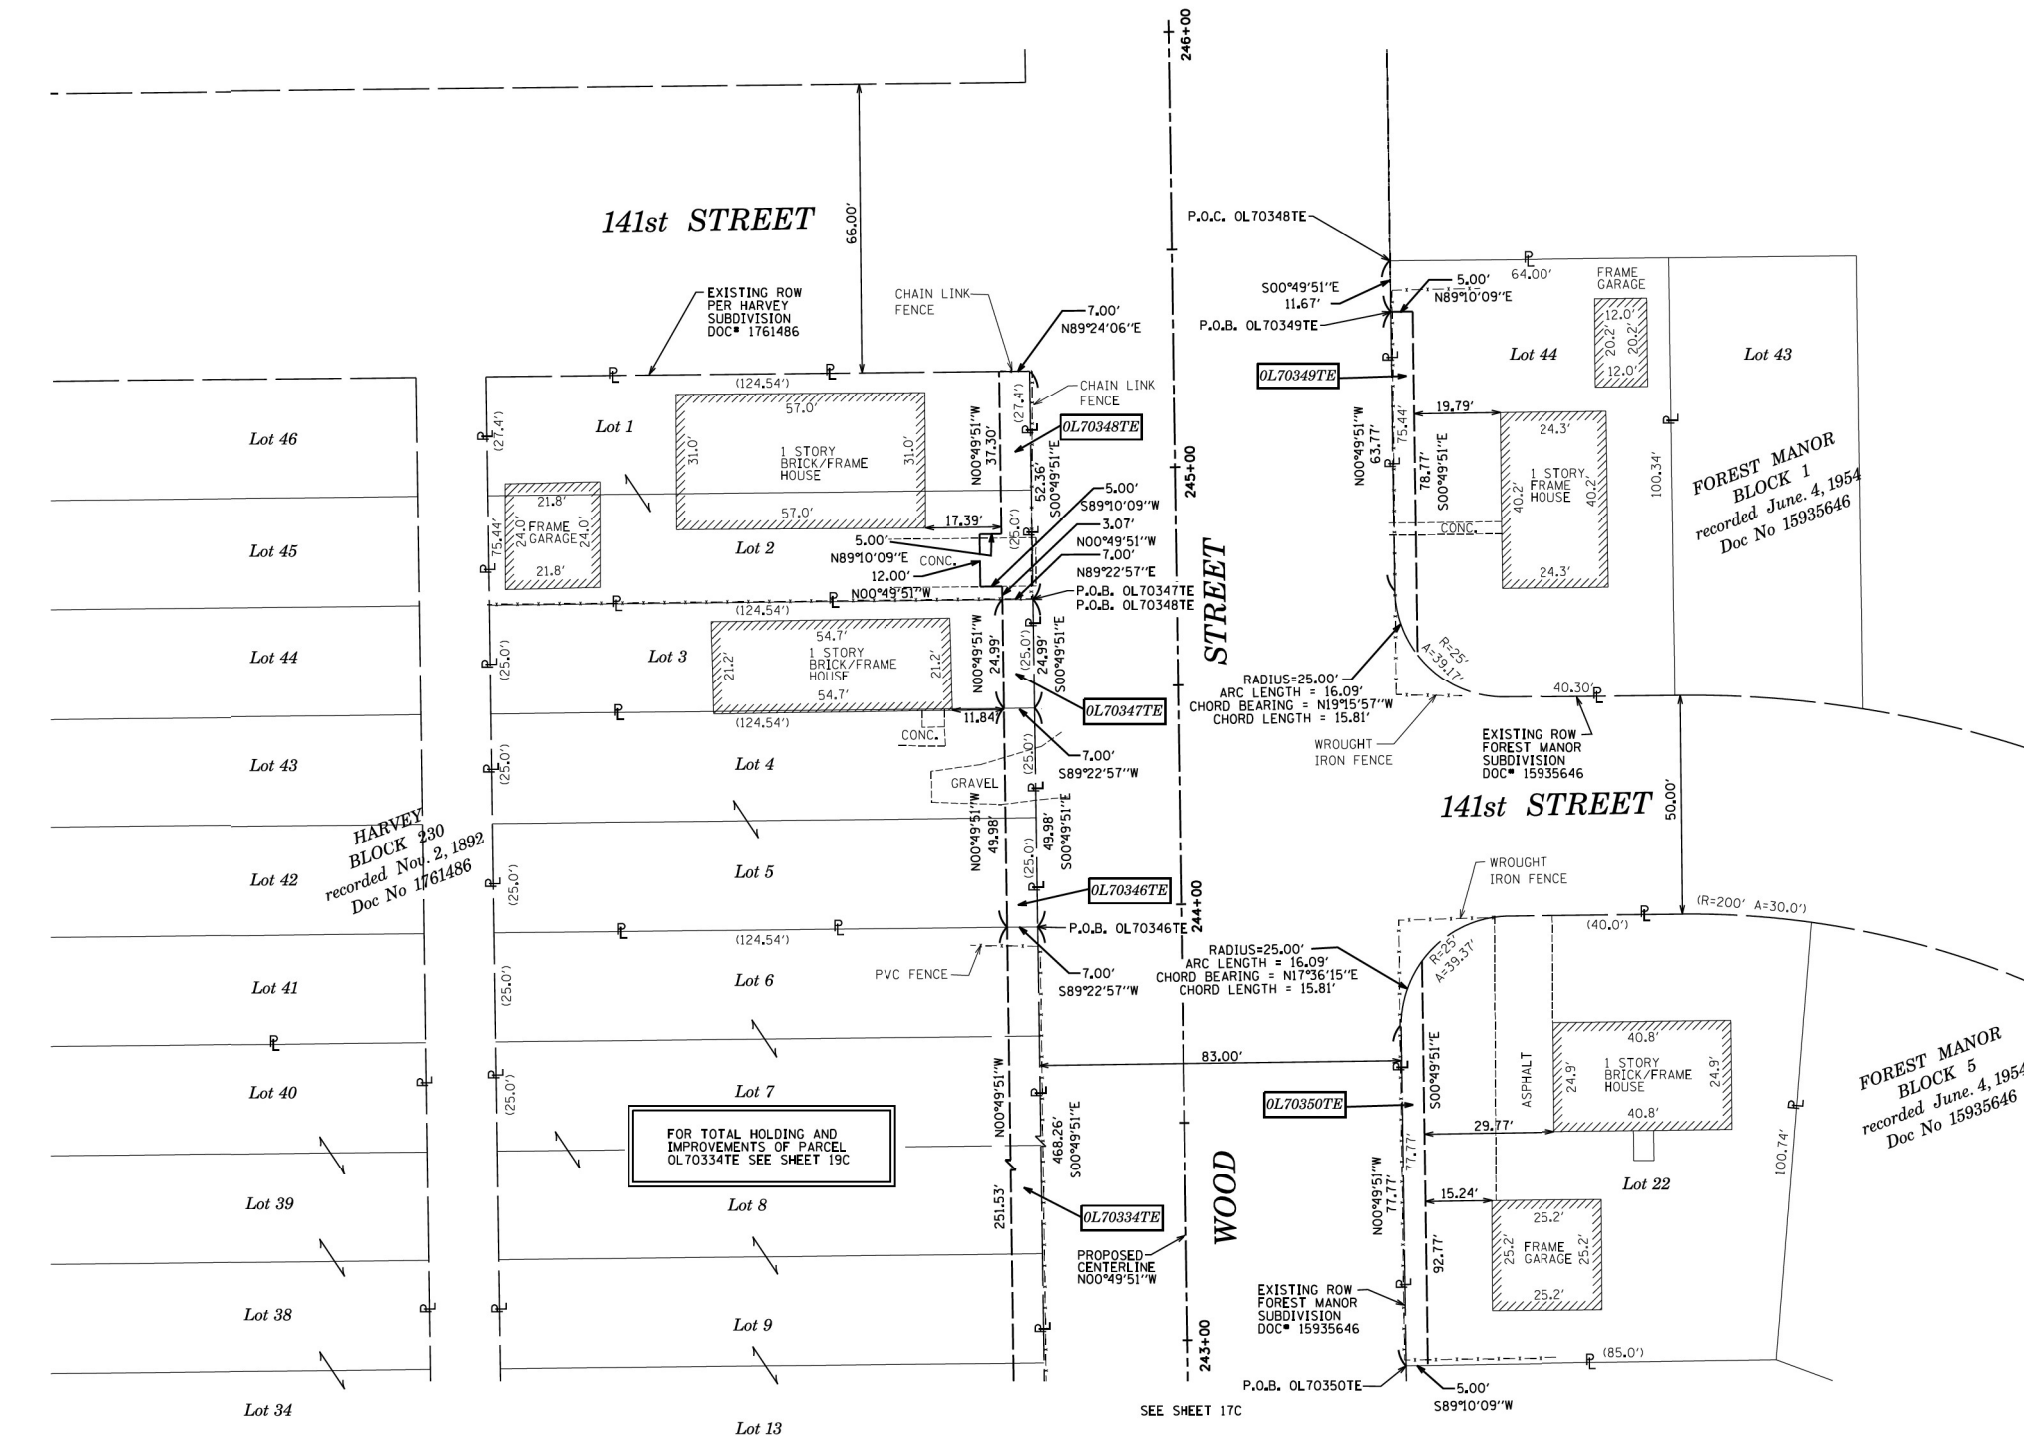 246+00
141st STREET
66.00'
EXISTING ROW
PER HARVEY
SUBDIVISION
DOC# 1761486
CHAIN LINK
FENCE
7.00'
N89°24'06"E
CHAIN LINK
FENCE
0L70348TE
(124.54')
57.0'
Lot 1
31.0'
1 STORY
BRICK/FRAME
HOUSE
31.0'
57.0'
(27.4')
N00°49'51"W
37.30'
(27.4')
52.36'
S00°49'51"E
245+00
Lot 46
Lot 45
Lot 44
Lot 43
Lot 42
Lot 41
Lot 40
Lot 39
Lot 38
Lot 34
21.8'
24.0'
FRAME
GARAGE
24.0'
21.8'
75.44'
Lot 2
17.39'
5.00'
N89°10'09"E
CONC.
12.00'
N00°49'51"W
(25.0')
5.00'
S89°10'09"W
3.07'
N00°49'51"W
7.00'
N89°22'57"E
P.O.B. 0L70347TE
P.O.B. 0L70348TE
(124.54')
(25.0')
Lot 3
54.7'
21.2'
1 STORY
BRICK/FRAME
HOUSE
21.2'
54.7'
N00°49'51"W
24.99'
(25.0')
24.99'
S00°49'51"E
0L70347TE
(124.54')
11.84'
CONC.
7.00'
S89°22'57"W
(25.0')
Lot 4
GRAVEL
(25.0')
N00°49'51"W
49.98'
49.98'
S00°49'51"E
HARVEY
BLOCK 230
recorded Nov. 2, 1892
Doc No 1761486
(25.0')
Lot 5
(25.0')
0L70346TE
P.O.B. 0L70346TE
244+00
(124.54')
PVC FENCE
7.00'
S89°22'57"W
(25.0')
Lot 6
(25.0')
Lot 7
83.00'
N00°49'51"W
251.53'
468.26'
S00°49'51"E
FOR TOTAL HOLDING AND
IMPROVEMENTS OF PARCEL
0L70334TE SEE SHEET 19C
0L70334TE
Lot 8
PROPOSED
CENTERLINE
N00°49'51"W
Lot 9
Lot 13
243+00
WOOD STREET
SEE SHEET 17C
P.O.C. 0L70348TE
S00°49'51"E
11.67'
P.O.B. 0L70349TE
5.00'
N89°10'09"E
64.00'
FRAME
GARAGE
12.0'
20.2'
20.2'
12.0'
Lot 44
Lot 43
0L70349TE
N00°49'51"W
63.77'
75.44'
78.77'
S00°49'51"E
19.79'
24.3'
40.2'
1 STORY
FRAME
HOUSE
40.2'
24.3'
CONC.
100.34'
FOREST MANOR
BLOCK 1
recorded June. 4, 1954
Doc No 15935646
R=25'
A=39.17'
RADIUS=25.00'
ARC LENGTH = 16.09'
CHORD BEARING = N19°15'57"W
CHORD LENGTH = 15.81'
WROUGHT
IRON FENCE
40.30'
EXISTING ROW
FOREST MANOR
SUBDIVISION
DOC# 15935646
141st STREET
50.00'
WROUGHT
IRON FENCE
(R=200' A=30.0')
(40.0')
R=25'
A=39.37'
RADIUS=25.00'
ARC LENGTH = 16.09'
CHORD BEARING = N17°36'15"E
CHORD LENGTH = 15.81'
0L70350TE
S00°49'51"E
92.77'
N00°49'51"W
77.77'
77.77'
ASPHALT
40.8'
24.9'
1 STORY
BRICK/FRAME
HOUSE
24.9'
40.8'
29.77'
15.24'
Lot 22
25.2'
25.2'
FRAME
GARAGE
25.2'
25.2'
100.74'
FOREST MANOR
BLOCK 5
recorded June. 4, 1954
Doc No 15935646
EXISTING ROW
FOREST MANOR
SUBDIVISION
DOC# 15935646
(85.0')
P.O.B. 0L70350TE
5.00'
S89°10'09"W